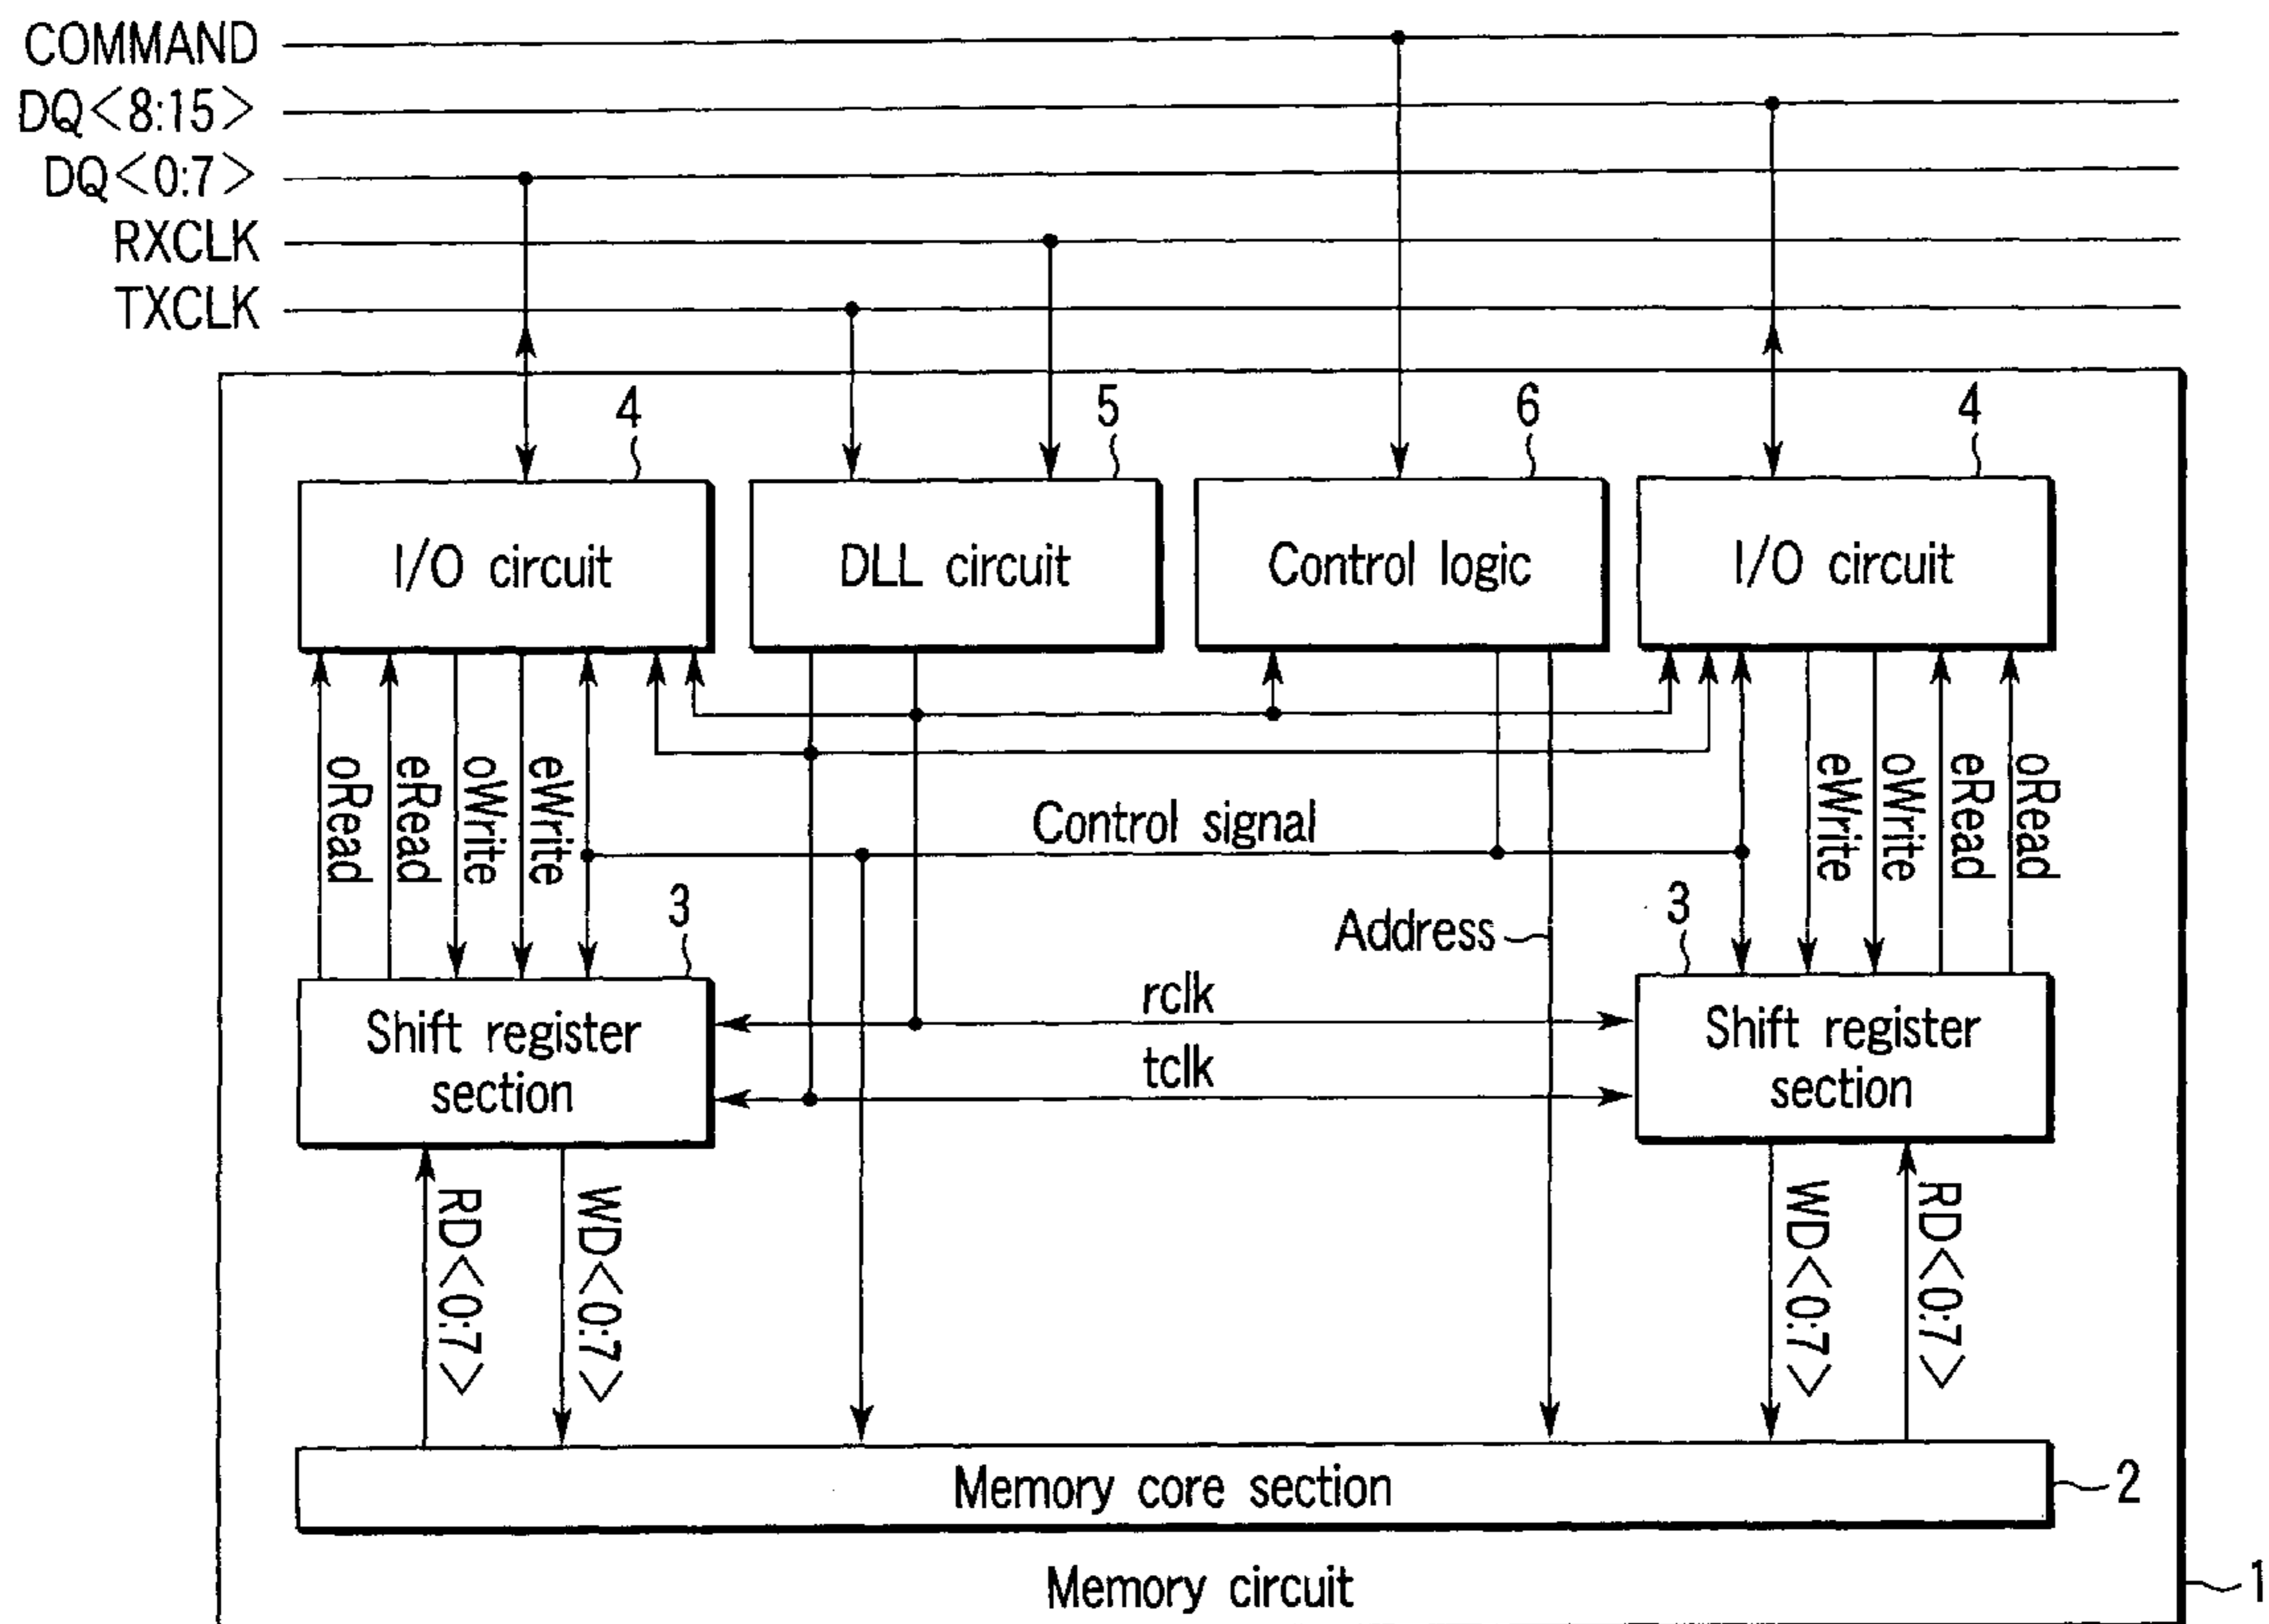 COMMAND
DQ<8:15>
DQ<0:7>
RXCLK
TXCLK
4
5
6
4
I/O circuit
DLL circuit
Control logic
I/O circuit
oRead
eRead
oWrite
eWrite
Control signal
eWrite
oWrite
eRead
oRead
3
Address
3
Shift register
section
rclk
tclk
Shift register
section
RD<0:7>
WD<0:7>
WD<0:7>
RD<0:7>
Memory core section
2
Memory circuit
1